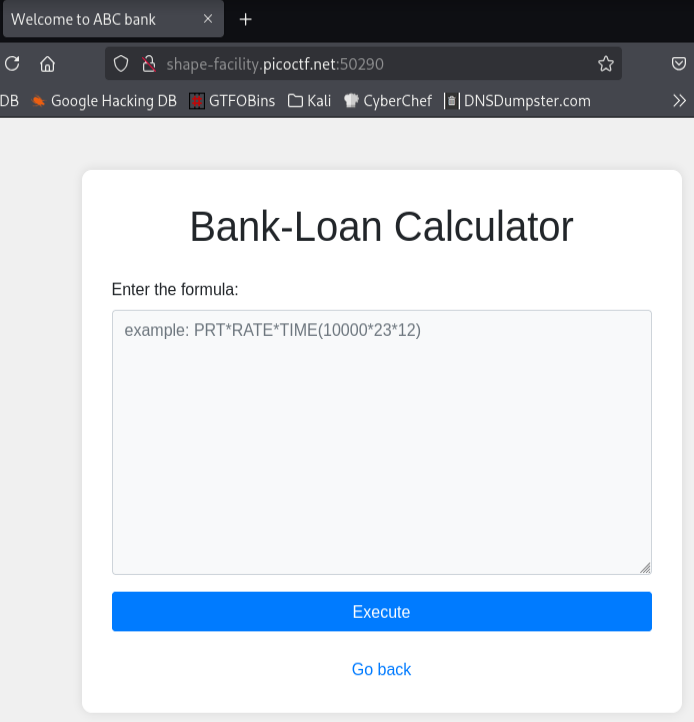 Welcome to ABC bank × +
shape-facility.picoctf.net:50290
DB Google Hacking DB GTFOBins Kali CyberChef DNSDumpster.com >>
Bank-Loan Calculator
Enter the formula:
example: PRT*RATE*TIME(10000*23*12)
Execute
Go back